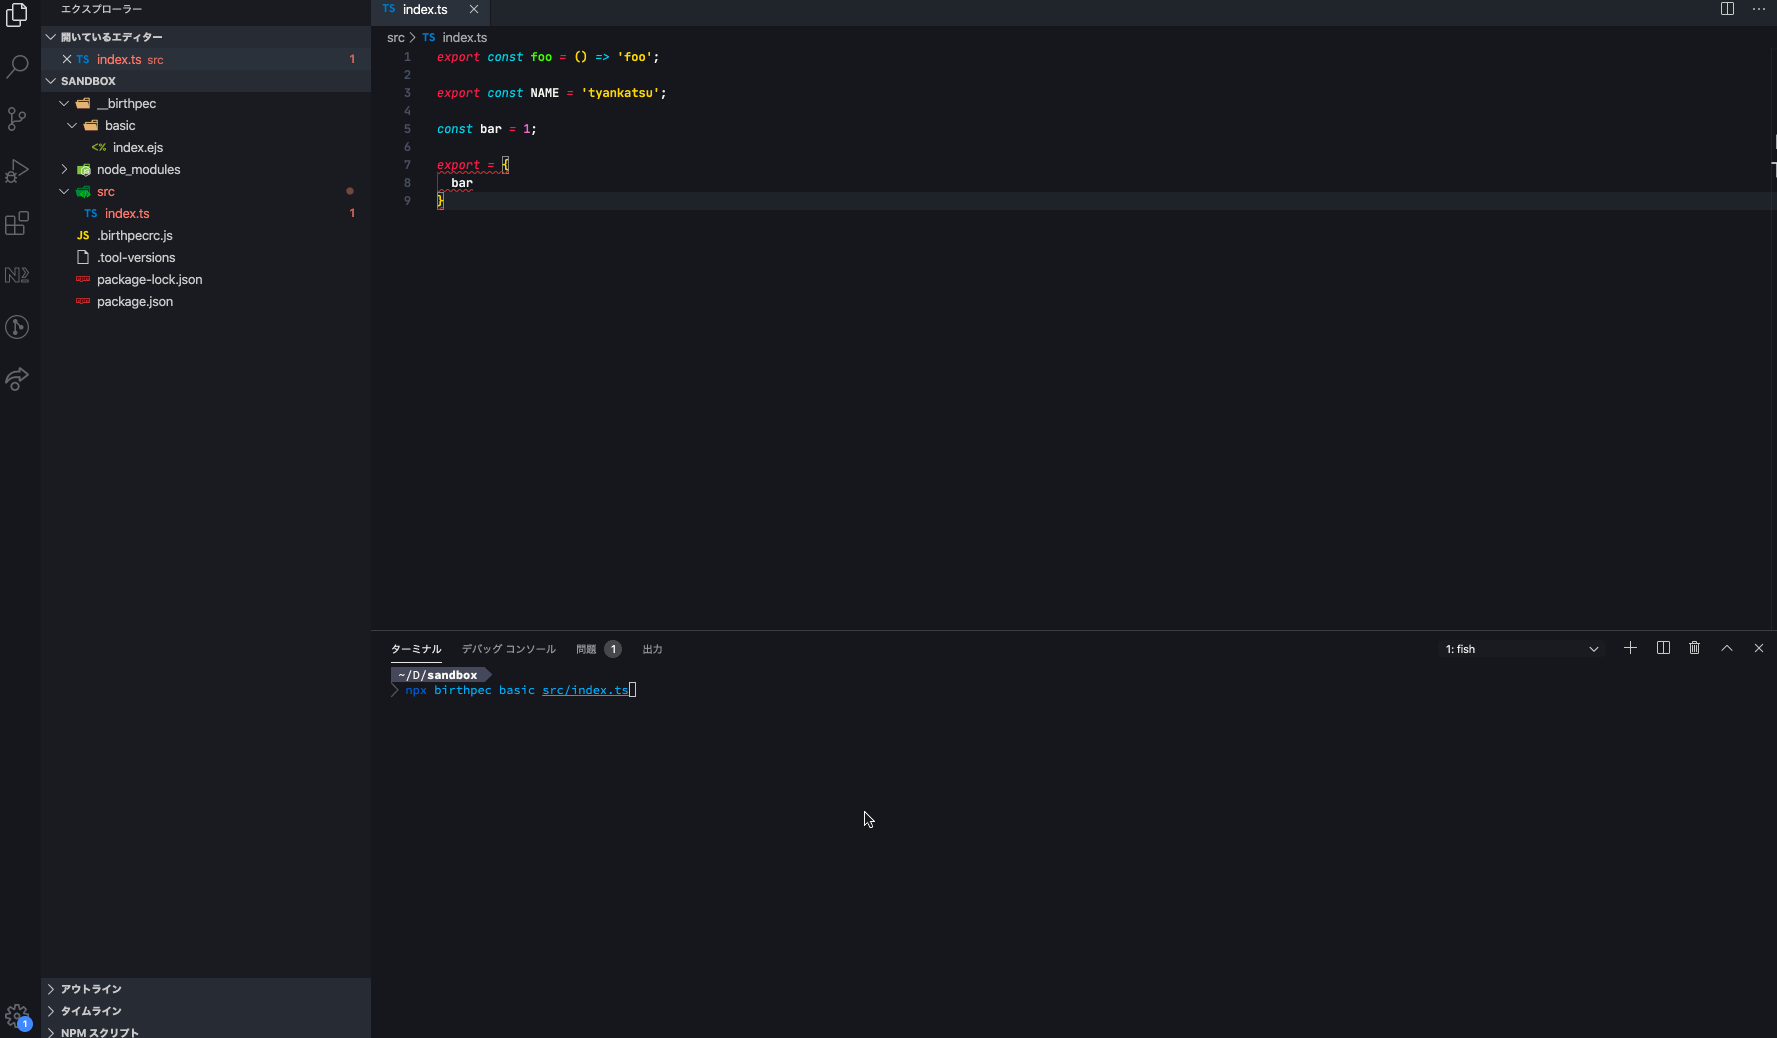 エクスプローラー
開いているエディター
TS index.ts src 1
SANDBOX
__birthpec
basic
<% index.ejs
node_modules
src
TS index.ts 1
JS .birthpecrc.js
.tool-versions
package-lock.json
package.json
アウトライン
タイムライン
NPM スクリプト
1
TS index.ts
src > TS index.ts
1 export const foo = () => 'foo';
2
3 export const NAME = 'tyankatsu';
4
5 const bar = 1;
6
7 export = {
8 bar
9 }
ターミナル デバッグ コンソール 問題 1 出力 1: fish
~/D/sandbox
npx birthpec basic src/index.ts